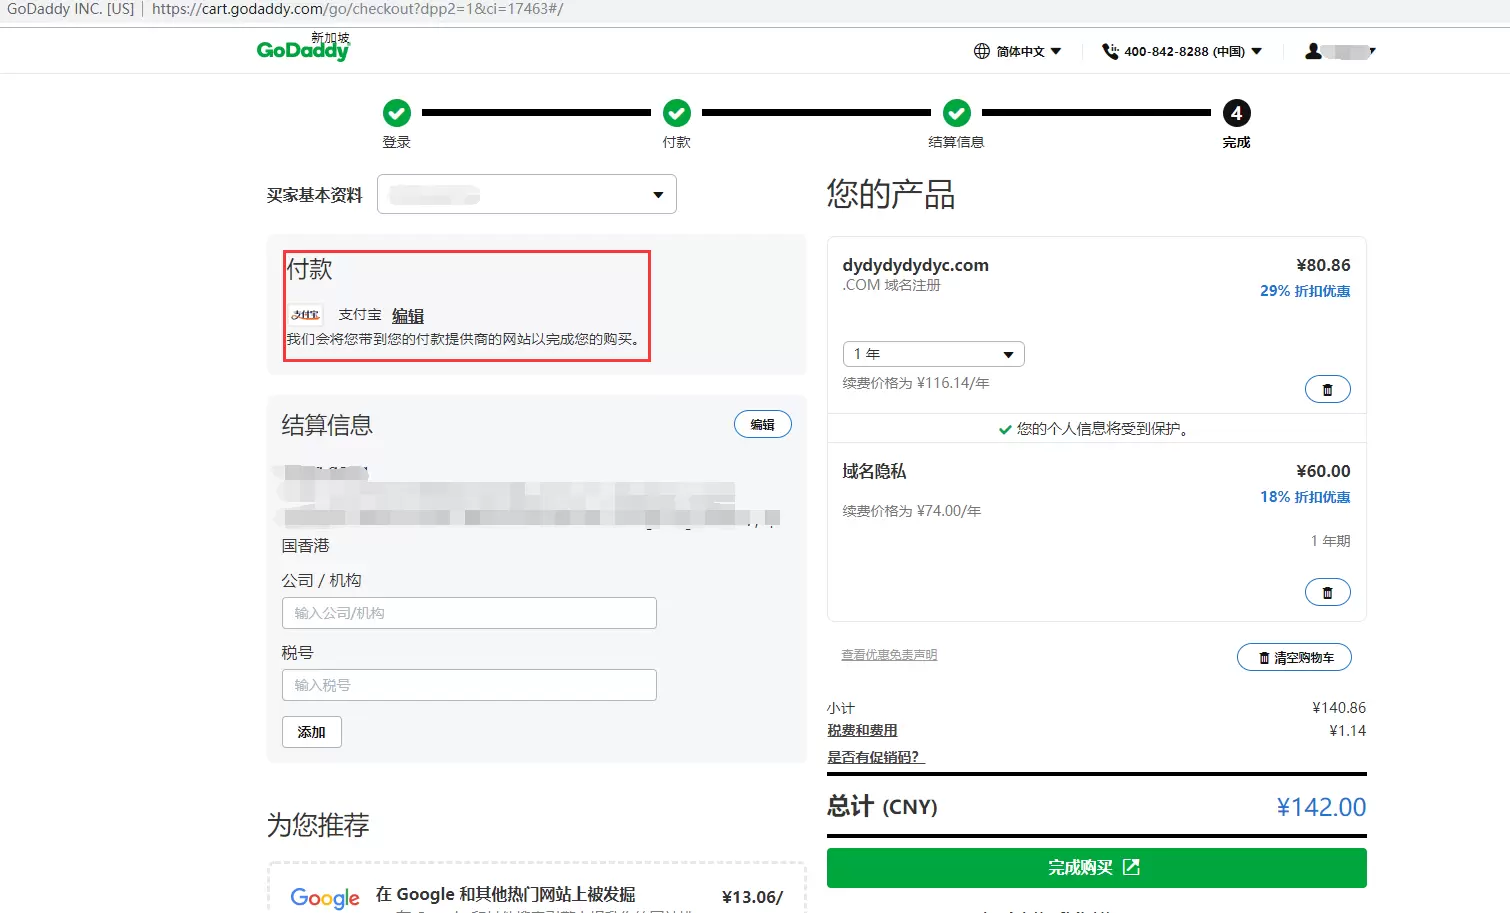 GoDaddy INC. [US] | https://cart.godaddy.com/go/checkout?dpp2=1&ci=17463#/
新加坡
GoDaddy
简体中文
400-842-8288 (中国)
4
登录
付款
结算信息
完成
买家基本资料
付款
支付宝
支付宝 编辑
我们会将您带到您的付款提供商的网站以完成您的购买。
结算信息
编辑
国香港
公司 / 机构
输入公司/机构
税号
输入税号
添加
为您推荐
Google
在 Google 和其他热门网站上被发掘
¥13.06/
您的产品
dydydydydyc.com
¥80.86
.COM 域名注册
29% 折扣优惠
1 年
续费价格为 ¥116.14/年
您的个人信息将受到保护。
域名隐私
¥60.00
18% 折扣优惠
续费价格为 ¥74.00/年
1 年期
查看优惠免责声明
清空购物车
小计
¥140.86
税费和费用
¥1.14
是否有促销码?
总计 (CNY)
¥142.00
完成购买